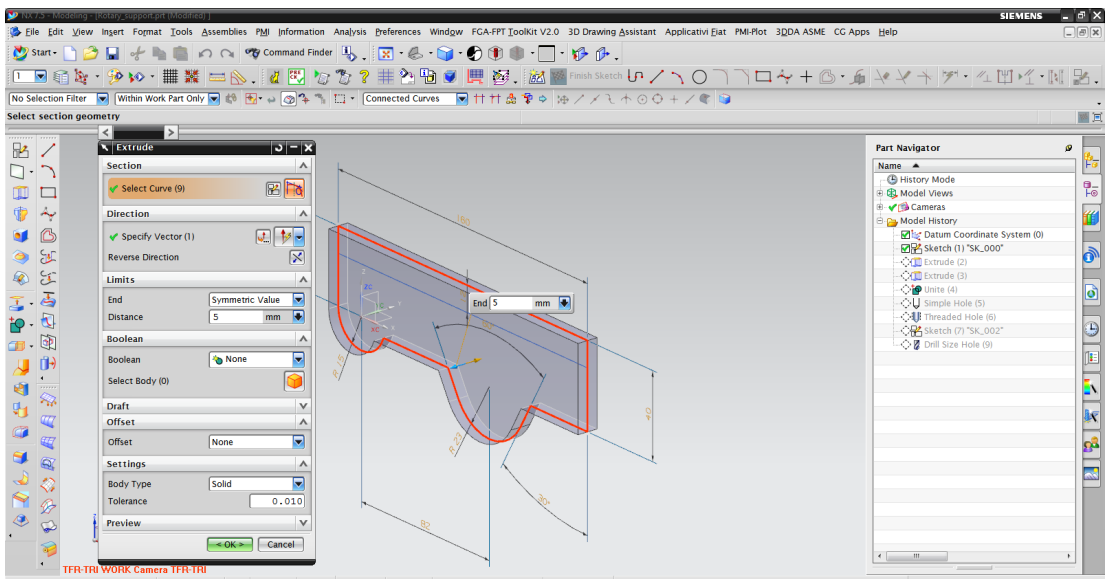 NX 7.5 - Modeling - [Rotary_support.prt (Modified) ]
SIEMENS
File Edit View Insert Format Tools Assemblies PMI Information Analysis Preferences Window FGA-FPT ToolKit V2.0 3D Drawing Assistant Applicativi Fiat PMI-Plot 3DDA ASME CG Apps Help
Start
Command Finder
1
Finish Sketch
No Selection Filter
Within Work Part Only
Connected Curves
Select section geometry
Extrude
Section
Select Curve (9)
Direction
Specify Vector (1)
Reverse Direction
Limits
End Symmetric Value
Distance 5 mm
Boolean
Boolean None
Select Body (0)
Draft
Offset
Offset None
Settings
Body Type Solid
Tolerance 0.010
Preview
< OK > Cancel
160
Z
ZC
Y
XC
X
End 5 mm
R 15
40
R 23
30°
82
TFR-TRI WORK Camera TFR-TRI
Part Navigator
Name
History Mode
Model Views
Cameras
Model History
Datum Coordinate System (0)
Sketch (1) "SK_000"
Extrude (2)
Extrude (3)
Unite (4)
Simple Hole (5)
Threaded Hole (6)
Sketch (7) "SK_002"
Drill Size Hole (9)